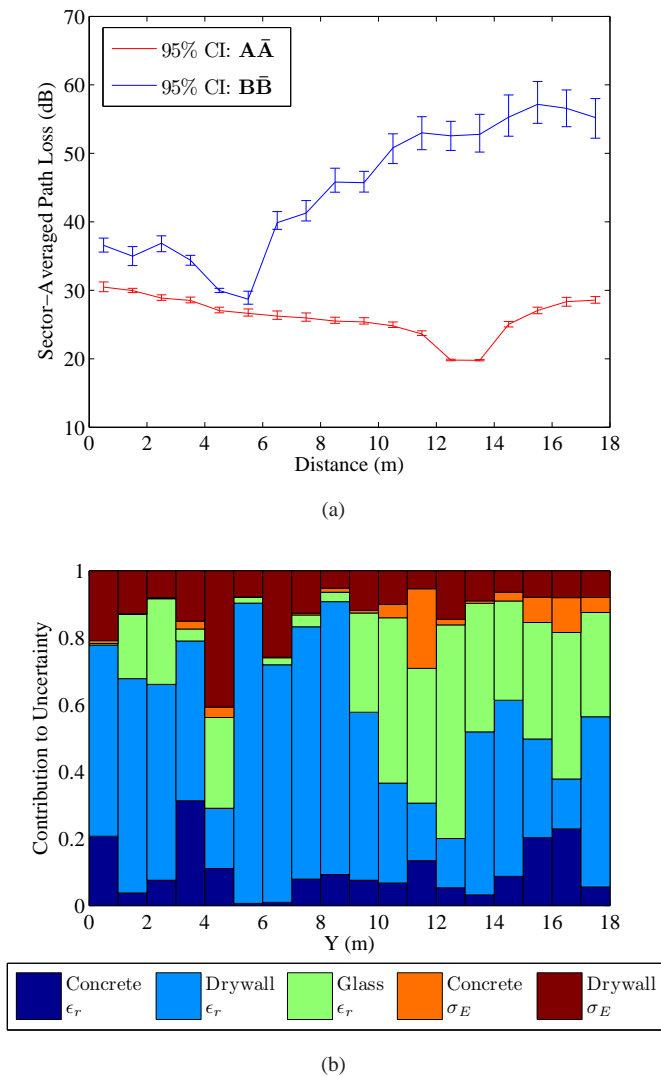 70
60
50
40
30
20
10
Sector–Averaged Path Loss (dB)
95% CI: AĀ
95% CI: BB̄
0 2 4 6 8 10 12 14 16 18
Distance (m)
(a)
1
0.8
0.6
0.4
0.2
0
Contribution to Uncertainty
0 2 4 6 8 10 12 14 16 18
Y (m)
Concrete ϵr
Drywall ϵr
Glass ϵr
Concrete σE
Drywall σE
(b)